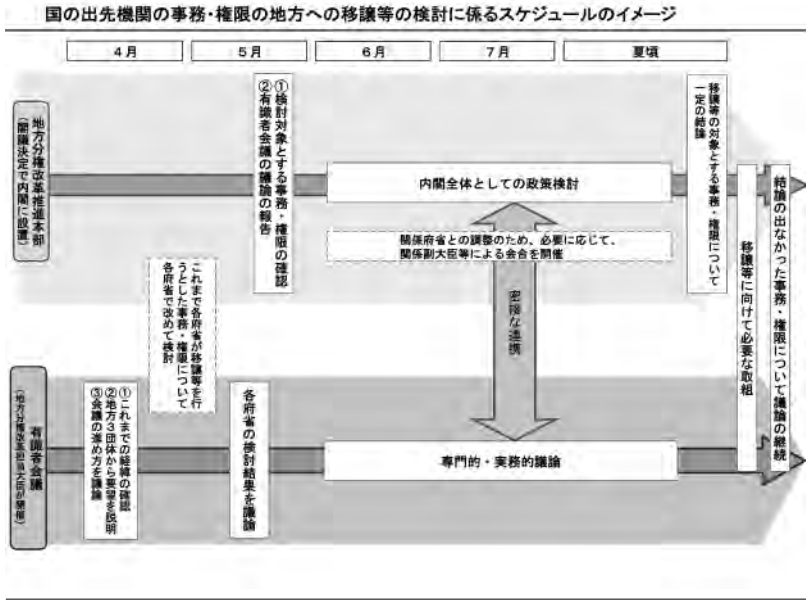 国の出先機関の事務・権限の地方への移譲等の検討に係るスケジュールのイメージ
４月
５月
６月
７月
夏頃
地方分権改革推進本部
（閣議決定で内閣に設置）
①検討対象とする事務・権限の確認
②有識者会議の議論の報告
内閣全体としての政策検討
移譲等の対象とする事務・権限について
一定の結論
関係府省との調整のため、必要に応じて、
関係副大臣等による会合を開催
これまで各府省が移譲等を行
うとした事務・権限について
各府省で改めて検討
密接な連携
移譲等に向けて必要な取組
結論の出なかった事務・権限について議論の継続
有識者会議
（地方分権改革担当大臣が開催）
①これまでの経緯の確認
②地方３団体から要望を説明
③会議の進め方を議論
各府省の検討結果を議論
専門的・実務的議論